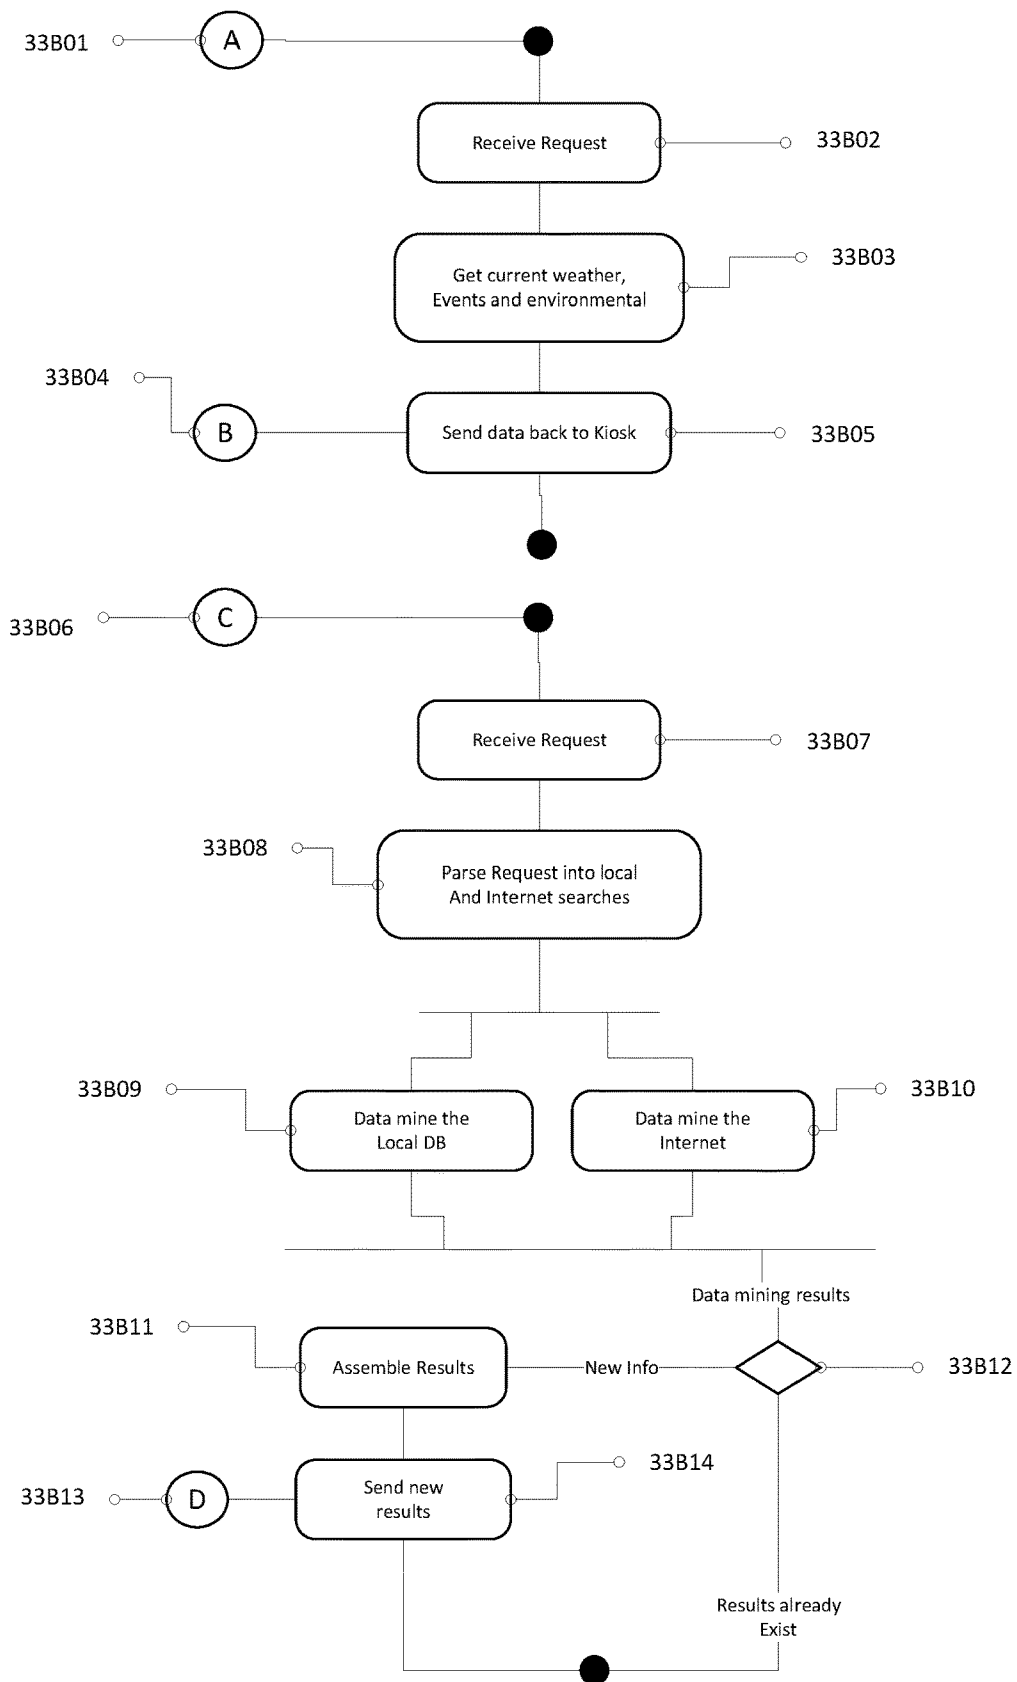 33B01
A
Receive Request
33B02
Get current weather,
Events and environmental
33B03
33B04
B
Send data back to Kiosk
33B05
C
33B06
Receive Request
33B07
33B08
Parse Request into local
And Internet searches
33B09
Data mine the
Local DB
Data mine the
Internet
33B10
Data mining results
33B11
Assemble Results
New Info
33B12
33B13
D
Send new
results
33B14
Results already
Exist